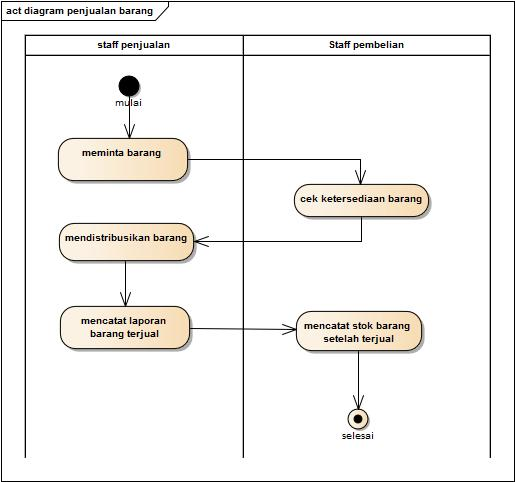 act diagram penjualan barang
staff penjualan
Staff pembelian
mulai
meminta barang
cek ketersediaan barang
mendistribusikan barang
mencatat laporan
barang terjual
mencatat stok barang
setelah terjual
selesai